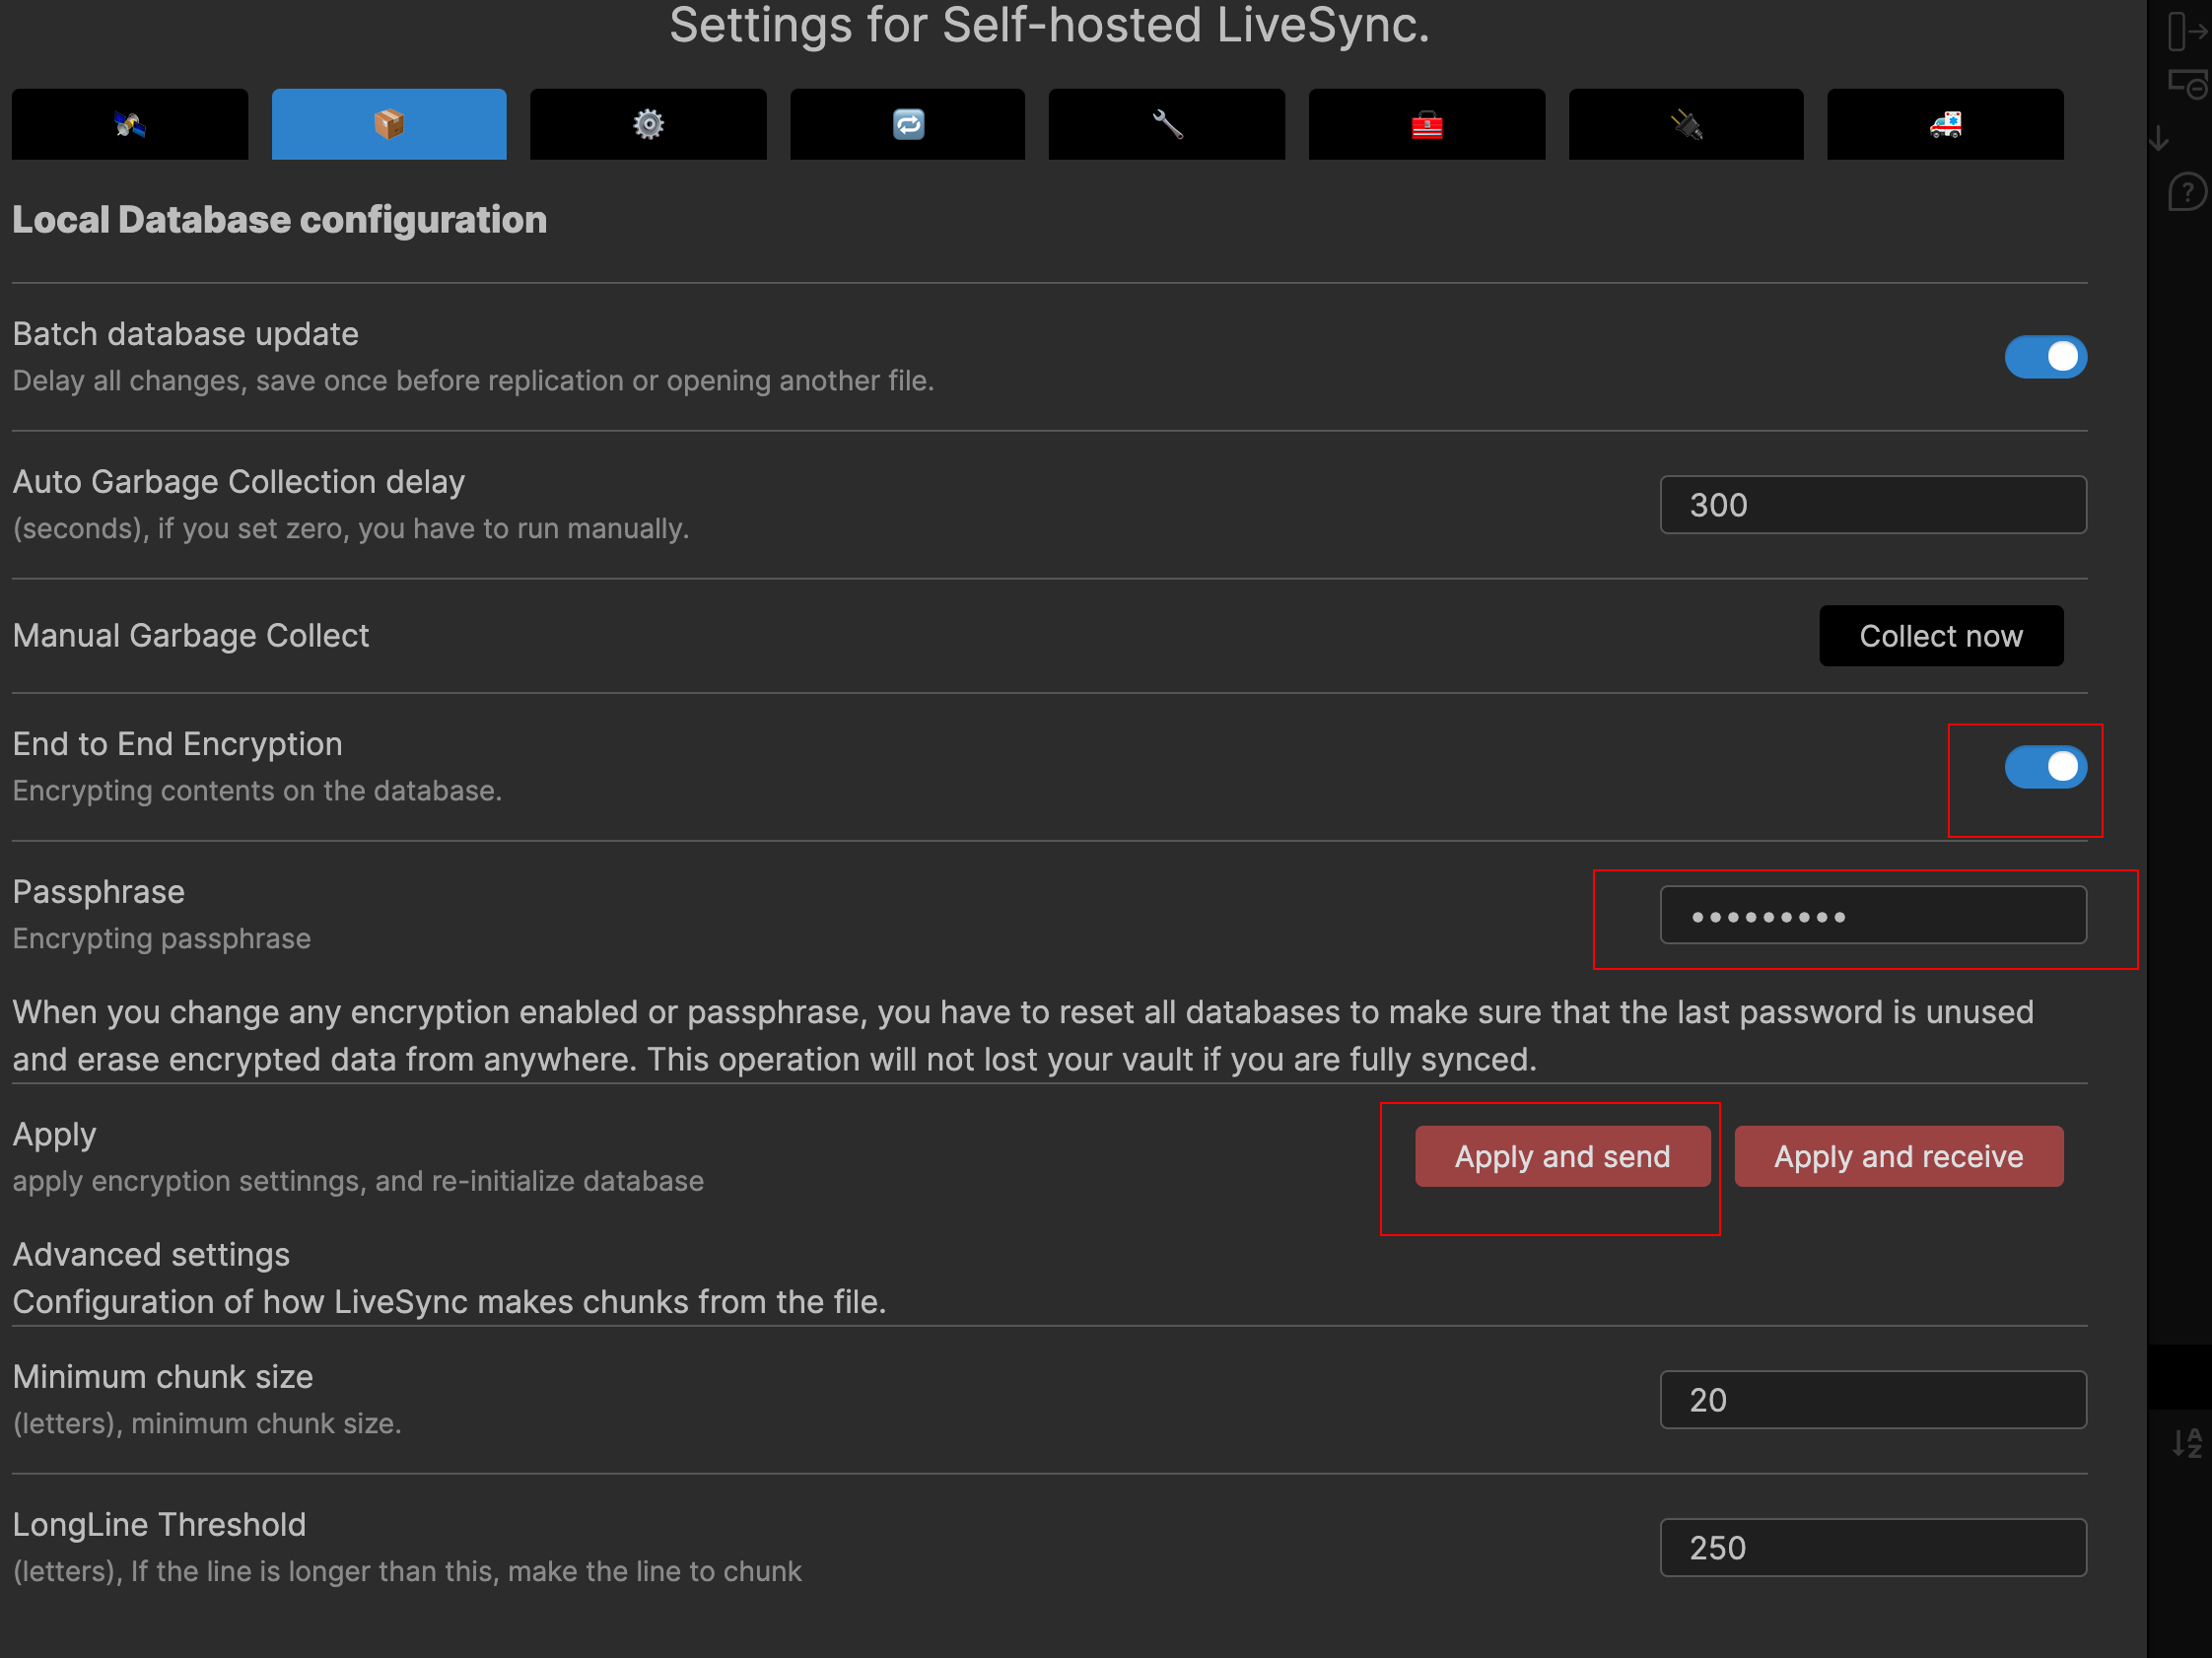 Settings for Self-hosted LiveSync.
Local Database configuration
Batch database update
Delay all changes, save once before replication or opening another file.
Auto Garbage Collection delay
(seconds), if you set zero, you have to run manually.
300
Manual Garbage Collect
Collect now
End to End Encryption
Encrypting contents on the database.
Passphrase
Encrypting passphrase
•••••••••
When you change any encryption enabled or passphrase, you have to reset all databases to make sure that the last password is unused
and erase encrypted data from anywhere. This operation will not lost your vault if you are fully synced.
Apply
apply encryption settinngs, and re-initialize database
Apply and send
Apply and receive
Advanced settings
Configuration of how LiveSync makes chunks from the file.
Minimum chunk size
(letters), minimum chunk size.
20
LongLine Threshold
(letters), If the line is longer than this, make the line to chunk
250